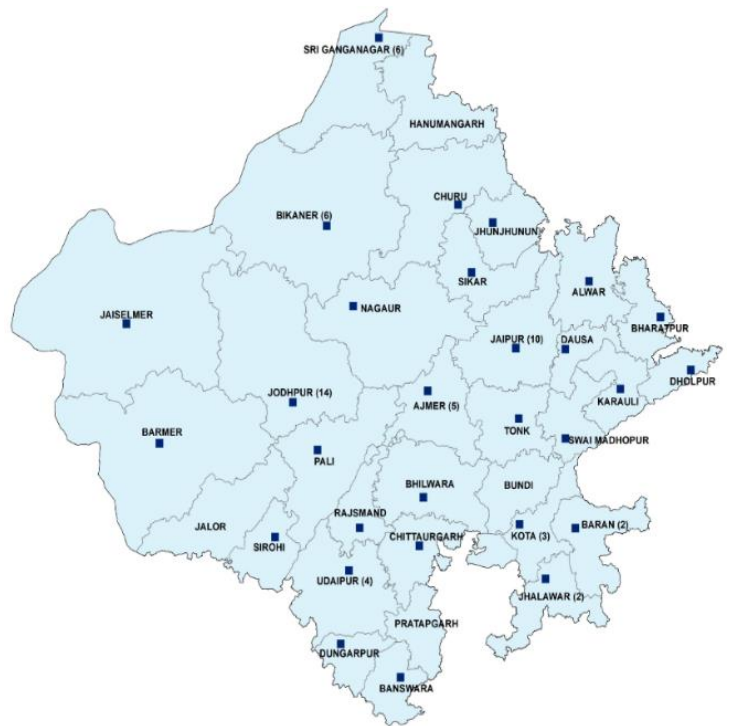 SRI GANGANAGAR (6)
HANUMANGARH
CHURU
BIKANER (6)
JHUNJHUNUN
SIKAR
ALWAR
NAGAUR
JAISELMER
BHARATPUR
JAIPUR (10)
DAUSA
DHOLPUR
JODHPUR (14)
AJMER (5)
KARAULI
BARMER
TONK
SWAI MADHOPUR
PALI
BHILWARA
BUNDI
RAJSMAND
JALOR
BARAN (2)
KOTA (3)
CHITTAURGARH
SIROHI
UDAIPUR (4)
JHALAWAR (2)
PRATAPGARH
DUNGARPUR
BANSWARA